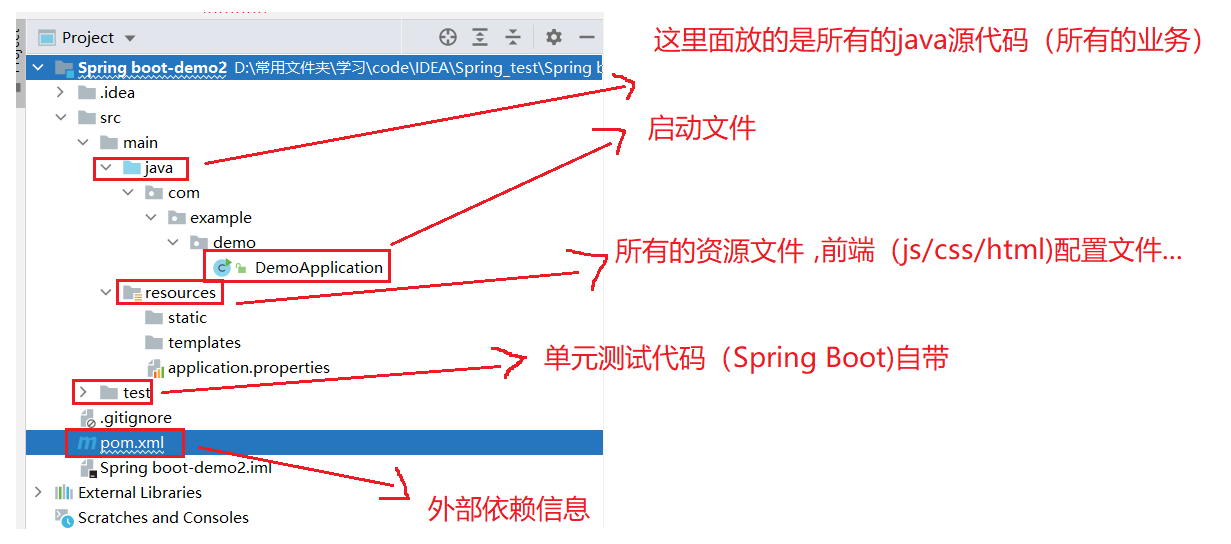 Project
这里面放的是所有的java源代码（所有的业务）
Spring boot-demo2 D:\常用文件夹\学习\code\IDEA\Spring_test\Spring b
.idea
src
启动文件
main
java
com
example
demo
所有的资源文件 ,前端（js/css/html)配置文件...
DemoApplication
resources
static
templates
单元测试代码（Spring Boot)自带
application.properties
test
.gitignore
pom.xml
Spring boot-demo2.iml
External Libraries
外部依赖信息
Scratches and Consoles